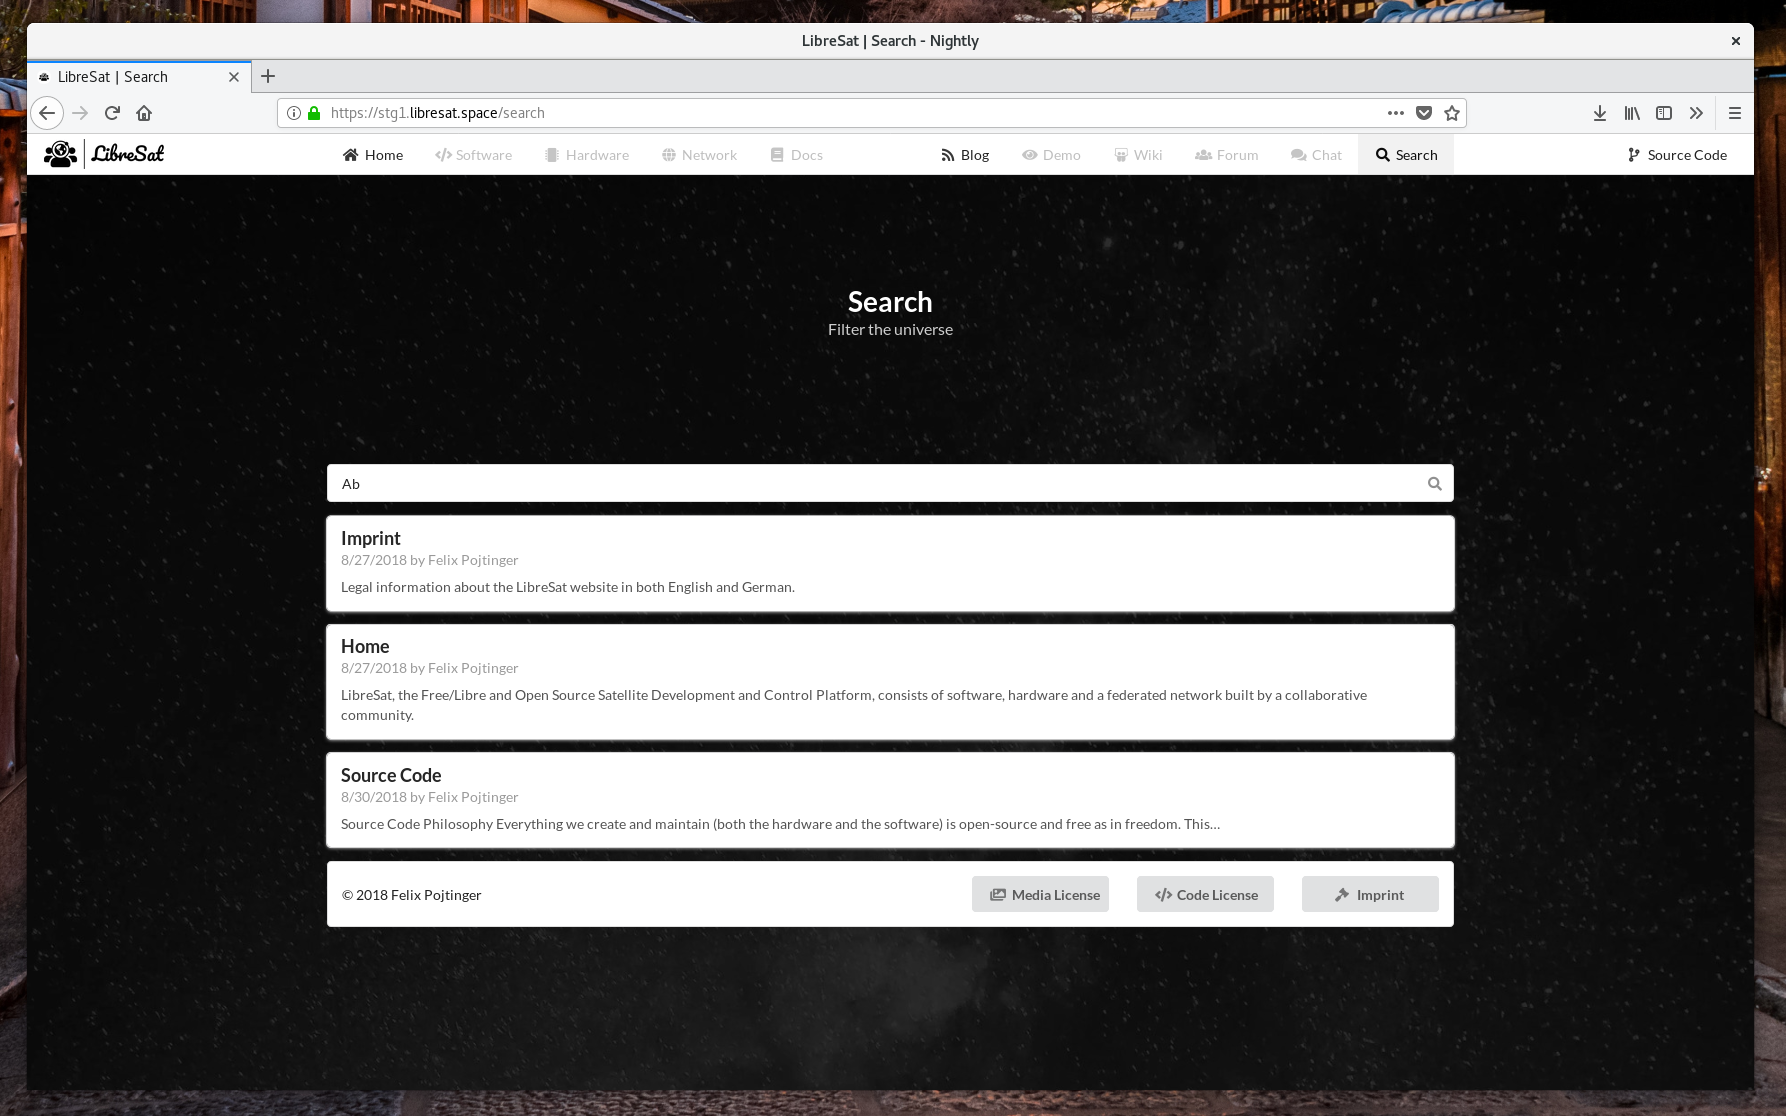 LibreSat | Search - Nightly
LibreSat | Search
https://stg1.libresat.space/search
LibreSat
Home
Software
Hardware
Network
Docs
Blog
Demo
Wiki
Forum
Chat
Search
Source Code
Search
Filter the universe
Ab
Imprint
8/27/2018 by Felix Pojtinger
Legal information about the LibreSat website in both English and German.
Home
8/27/2018 by Felix Pojtinger
LibreSat, the Free/Libre and Open Source Satellite Development and Control Platform, consists of software, hardware and a federated network built by a collaborative
community.
Source Code
8/30/2018 by Felix Pojtinger
Source Code Philosophy Everything we create and maintain (both the hardware and the software) is open-source and free as in freedom. This...
© 2018 Felix Pojtinger
Media License
Code License
Imprint